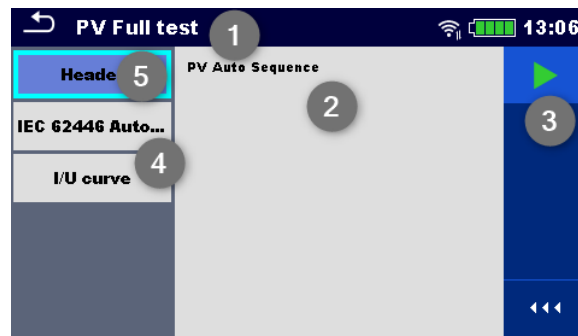 PV Full test 1 13:06
Heade 5
PV Auto Sequence
2
3
IEC 62446 Auto...
4
I/U curve